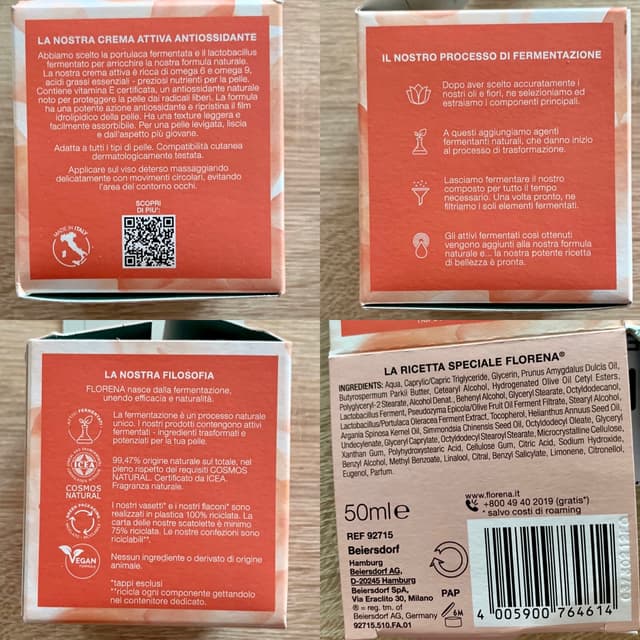 LA NOSTRA CREMA ATTIVA ANTIOSSIDANTE
Abbiamo scelto la portulaca fermentata e il lactobacillus
fermentato per arricchire la nostra formula naturale.
La nostra crema attiva è ricca di omega 6 e omega 9,
acidi grassi essenziali - preziosi nutrienti per la pelle.
Contiene vitamina E certificata, un antiossidante naturale
noto per proteggere la pelle dai radicali liberi. La formula
ha una potente azione antiossidante e ripristina il film
idrolipidico della pelle. Ha una texture leggera e
facilmente assorbibile. Per una pelle levigata, liscia
e dall'aspetto più giovane.
Adatta a tutti i tipi di pelle. Compatibilità cutanea
dermatologicamente testata.
Applicare sul viso deterso massaggiando
delicatamente con movimenti circolari, evitando
l'area del contorno occhi.
SCOPRI
DI PIU':
MADE IN ITALY
IL NOSTRO PROCESSO DI FERMENTAZIONE
Dopo aver scelto accuratamente i
nostri oli e fiori, ne selezioniamo ed
estraiamo i componenti principali.
A questi aggiungiamo agenti
fermentanti naturali, che danno inizio
al processo di trasformazione.
Lasciamo fermentare il nostro
composto per tutto il tempo
necessario. Una volta pronto, ne
filtriamo i soli elementi fermentati.
Gli attivi fermentati così ottenuti
vengono aggiunti alla nostra formula
naturale e... la nostra potente ricetta
di bellezza è pronta.
LA NOSTRA FILOSOFIA
FLORENA nasce dalla fermentazione,
unendo efficacia e naturalità.
ATTIVI FERMENTATI
La fermentazione è un processo naturale
unico. I nostri prodotti contengono attivi
fermentati - ingredienti trasformati e
potenziati per la tua pelle.
ICEA
COSMOS
NATURAL
99,47% origine naturale sul totale, nel
pieno rispetto dei requisiti COSMOS
NATURAL. Certificato da ICEA.
Fragranza naturale.
I nostri vasetti* e i nostri flaconi* sono
realizzati in plastica 100% riciclata. La
carta delle nostre scatolette è minimo
75% riciclata. Le nostre confezioni sono
riciclabili**.
VEGAN
FORMULA
Nessun ingrediente o derivato di origine
animale.
*tappi esclusi
**ricicla ogni componente gettandolo
nel contenitore dedicato.
LA RICETTA SPECIALE FLORENA®
INGREDIENTS: Aqua, Caprylic/Capric Triglyceride, Glycerin, Prunus Amygdalus Dulcis Oil,
Butyrospermum Parkii Butter, Cetearyl Alcohol, Hydrogenated Olive Oil Cetyl Esters,
Polyglyceryl-2 Stearate, Alcohol Denat., Behenyl Alcohol, Glyceryl Stearate, Octyldodecanol,
Lactobacillus Ferment, Pseudozyma Epicola/Olive Fruit Oil Ferment Filtrate, Stearyl Alcohol,
Lactobacillus/Portulaca Oleracea Ferment Extract, Tocopherol, Helianthus Annuus Seed Oil,
Argania Spinosa Kernel Oil, Simmondsia Chinensis Seed Oil, Octyldodecyl Oleate, Glyceryl
Undecylenate, Glyceryl Caprylate, Octyldodecyl Stearoyl Stearate, Microcrystalline Cellulose,
Xanthan Gum, Polyhydroxystearic Acid, Cellulose Gum, Citric Acid, Sodium Hydroxide,
Benzyl Alcohol, Methyl Benzoate, Linalool, Citral, Benzyl Salicylate, Limonene, Citronellol,
Eugenol, Parfum.
www.florena.it
+800 49 40 2019 (gratis*)
* salvo costi di roaming
50ml e
REF 92715
Beiersdorf
Hamburg
Beiersdorf AG,
D-20245 Hamburg
Beiersdorf SpA,
Via Eraclito 30, Milano
® = reg. tm. of
Beiersdorf AG, Germany
92715.510.FA.01
PAP
6M
4 005900 764614